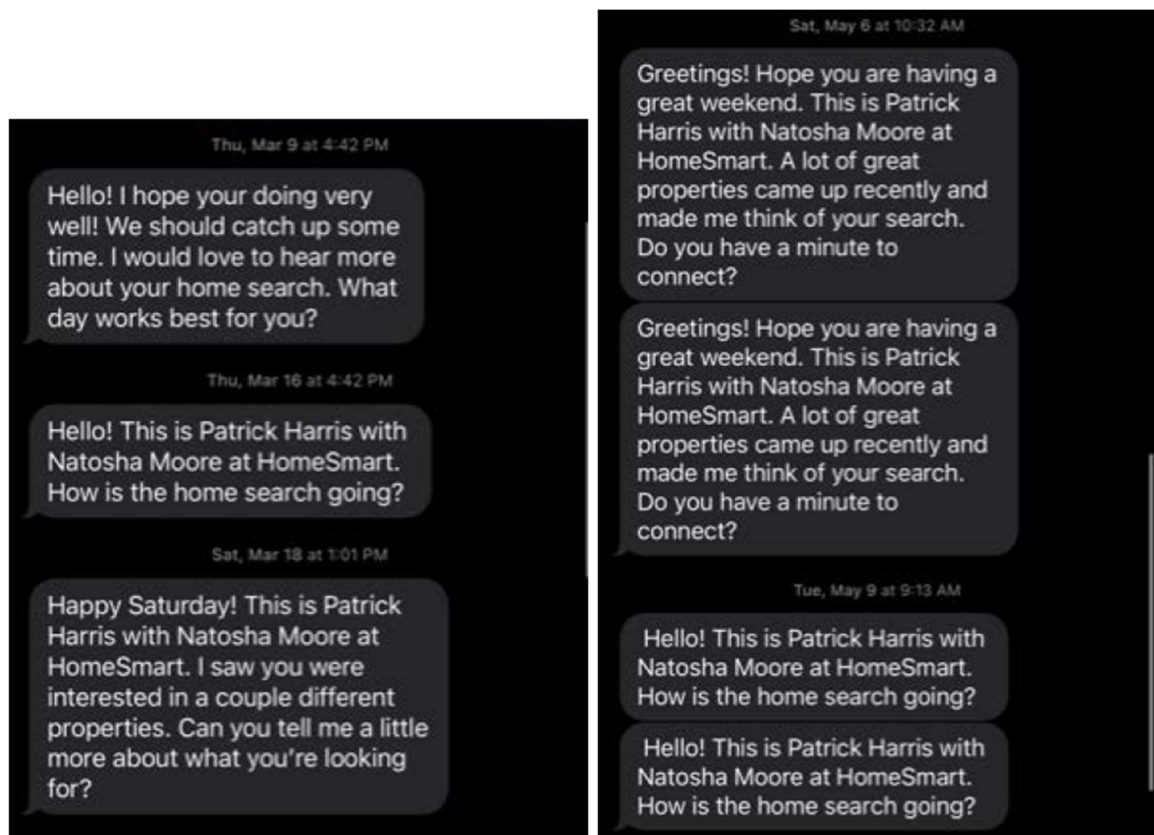 Thu, Mar 9 at 4:42 PM
Hello! I hope your doing very
well! We should catch up some
time. I would love to hear more
about your home search. What
day works best for you?
Thu, Mar 16 at 4:42 PM
Hello! This is Patrick Harris with
Natosha Moore at HomeSmart.
How is the home search going?
Sat, Mar 18 at 1:01 PM
Happy Saturday! This is Patrick
Harris with Natosha Moore at
HomeSmart. I saw you were
interested in a couple different
properties. Can you tell me a little
more about what you're looking
for?
Sat, May 6 at 10:32 AM
Greetings! Hope you are having a
great weekend. This is Patrick
Harris with Natosha Moore at
HomeSmart. A lot of great
properties came up recently and
made me think of your search.
Do you have a minute to
connect?
Greetings! Hope you are having a
great weekend. This is Patrick
Harris with Natosha Moore at
HomeSmart. A lot of great
properties came up recently and
made me think of your search.
Do you have a minute to
connect?
Tue, May 9 at 9:13 AM
Hello! This is Patrick Harris with
Natosha Moore at HomeSmart.
How is the home search going?
Hello! This is Patrick Harris with
Natosha Moore at HomeSmart.
How is the home search going?